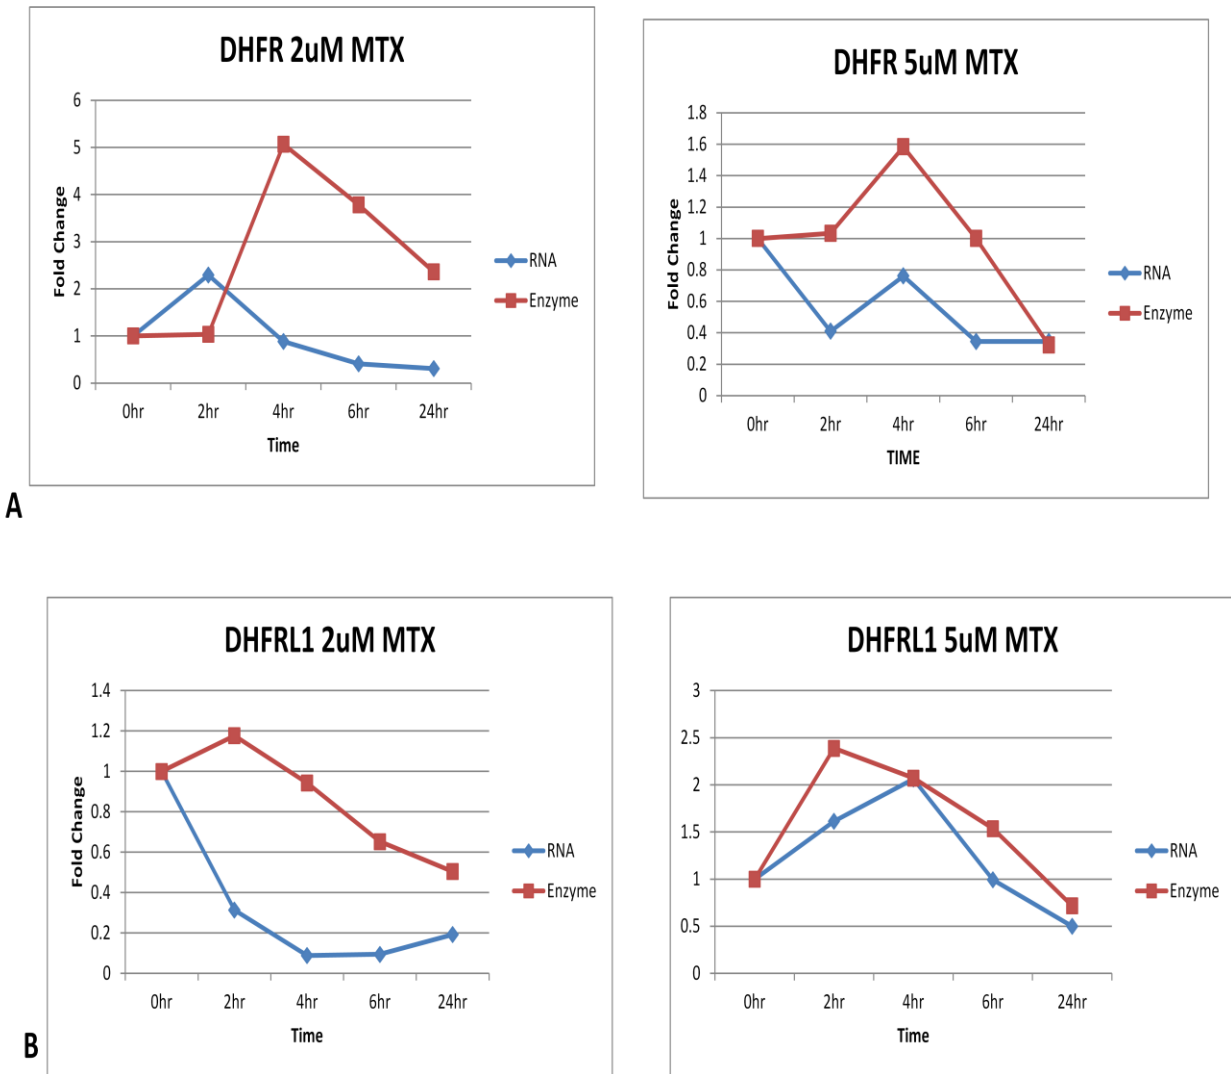 DHFR 2uM MTX
6
5
4
3
2
1
0
Fold Change
0hr 2hr 4hr 6hr 24hr
Time
RNA
Enzyme
DHFR 5uM MTX
1.8
1.6
1.4
1.2
1
0.8
0.6
0.4
0.2
0
Fold Change
0hr 2hr 4hr 6hr 24hr
TIME
RNA
Enzyme
A
DHFRL1 2uM MTX
1.4
1.2
1
0.8
0.6
0.4
0.2
0
Fold Change
0hr 2hr 4hr 6hr 24hr
Time
RNA
Enzyme
DHFRL1 5uM MTX
3
2.5
2
1.5
1
0.5
0
0hr 2hr 4hr 6hr 24hr
Time
RNA
Enzyme
B